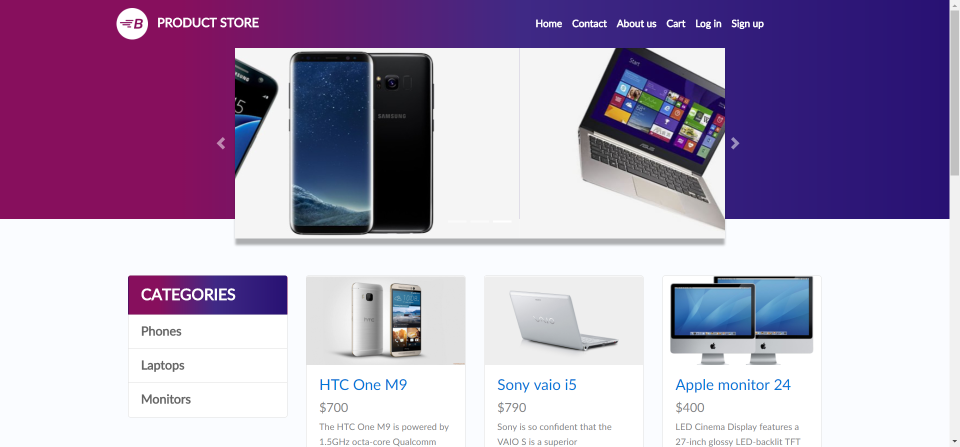 B PRODUCT STORE
Home Contact About us Cart Log in Sign up
SAMSUNG
Start
ASUS
CATEGORIES
Phones
Laptops
Monitors
VAIO
HTC One M9
$700
The HTC One M9 is powered by
1.5GHz octa-core Qualcomm
Sony vaio i5
$790
Sony is so confident that the
VAIO S is a superior
Apple monitor 24
$400
LED Cinema Display features a
27-inch glossy LED-backlit TFT